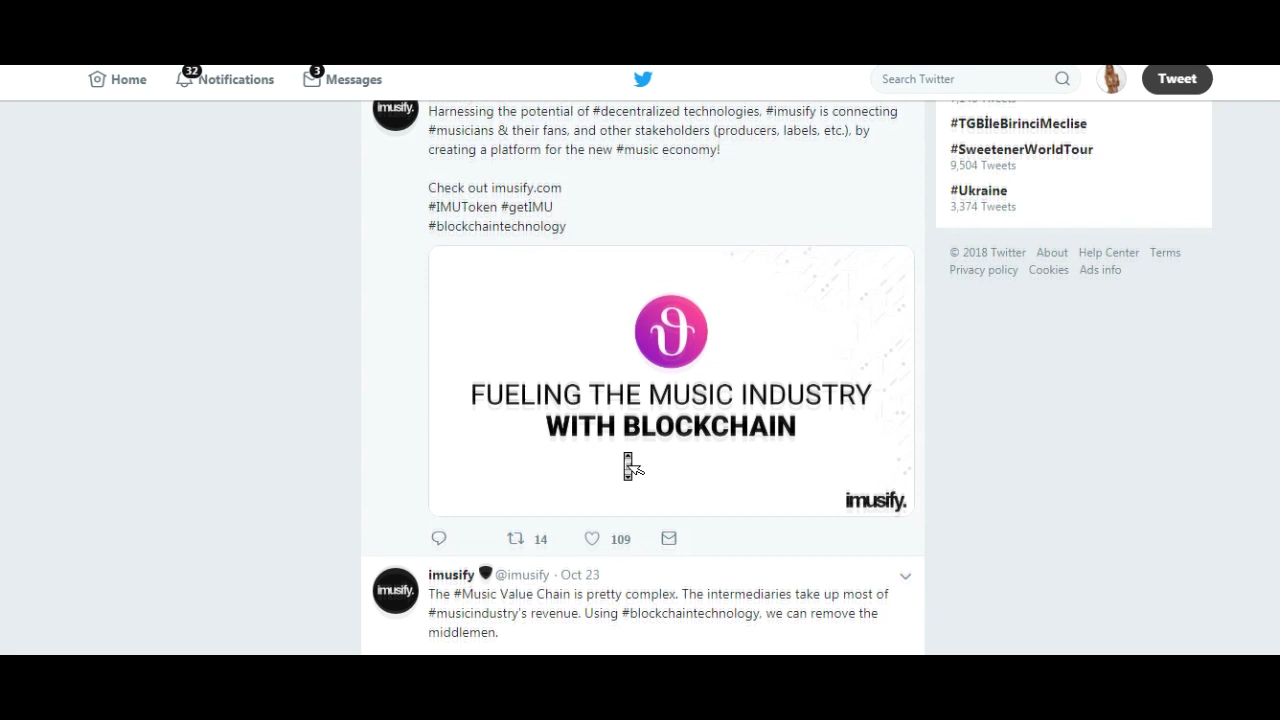 Home
32
Notifications
3
Messages
Search Twitter
Tweet
imusify.
Harnessing the potential of #decentralized technologies, #imusify is connecting
#musicians & their fans, and other stakeholders (producers, labels, etc.), by
creating a platform for the new #music economy!
Check out imusify.com
#IMUToken #getIMU
#blockchaintechnology
FUELING THE MUSIC INDUSTRY
WITH BLOCKCHAIN
imusify.
14
109
imusify.
imusify @imusify · Oct 23
The #Music Value Chain is pretty complex. The intermediaries take up most of
#musicindustry's revenue. Using #blockchaintechnology, we can remove the
middlemen.
#TGBIleBirinciMeclise
#SweetenerWorldTour
9,504 Tweets
#Ukraine
3,374 Tweets
© 2018 Twitter About Help Center Terms
Privacy policy Cookies Ads info